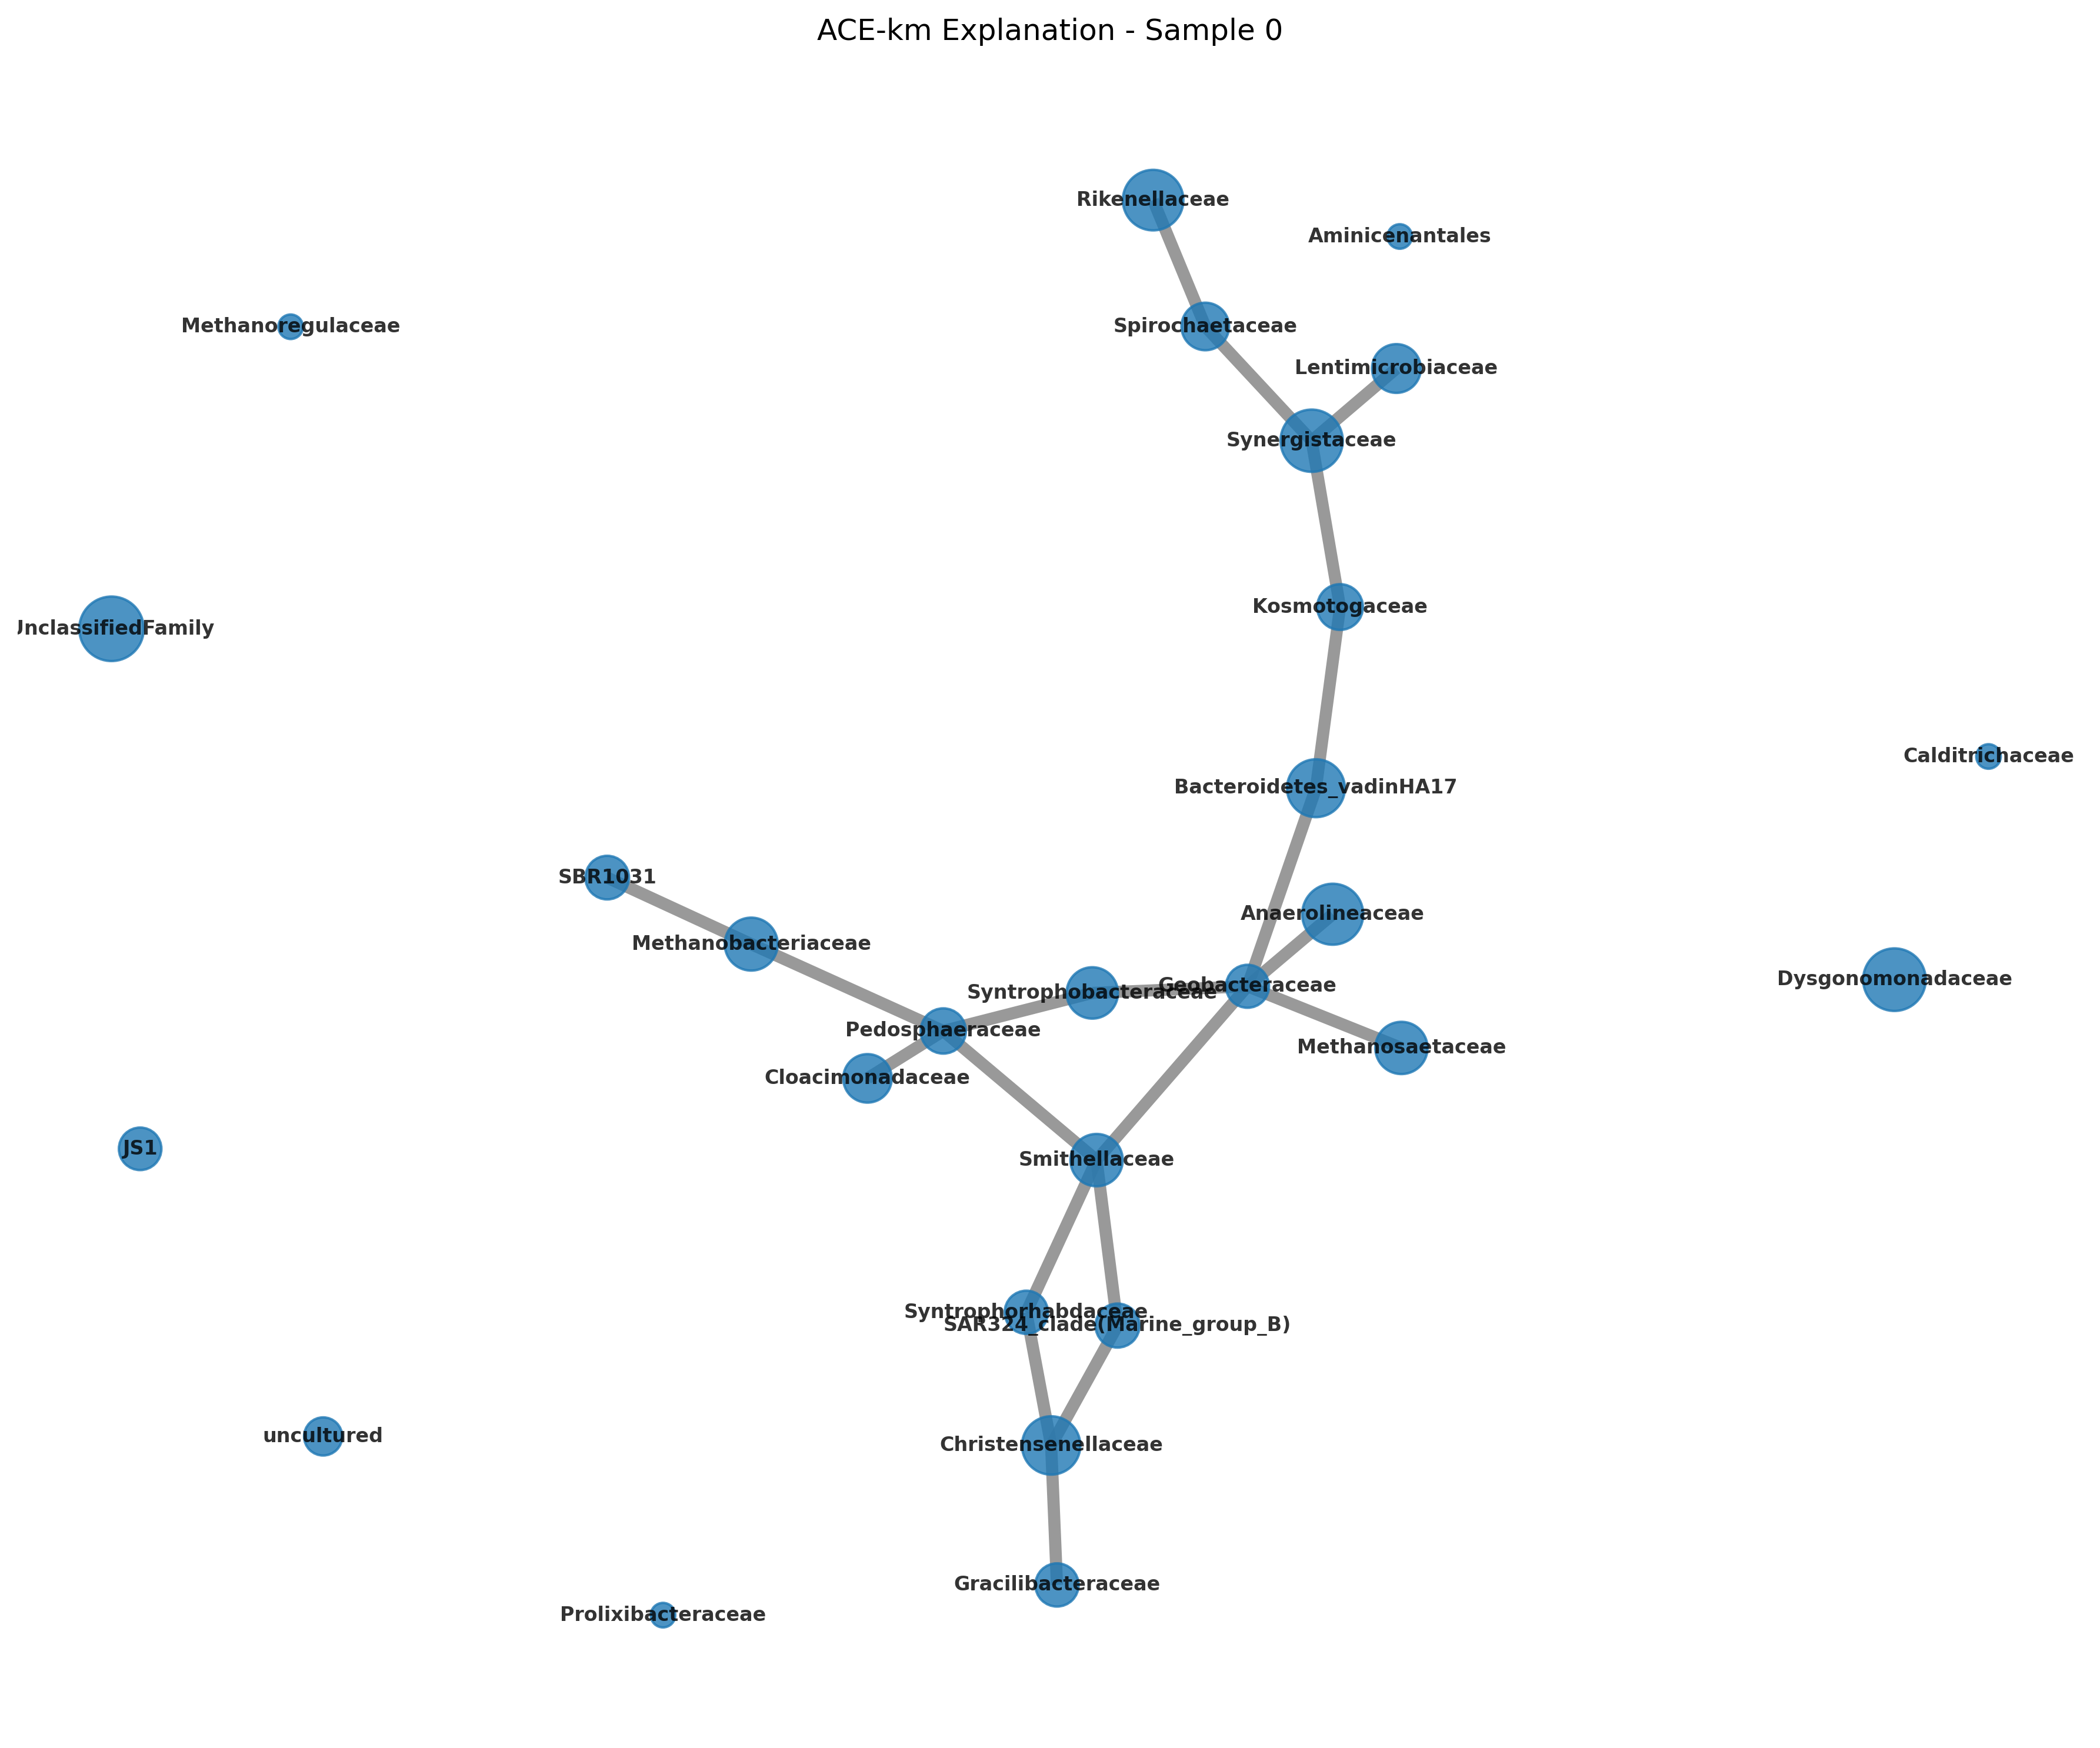 ACE-km Explanation - Sample 0
Rikenellaceae
Aminicenantales
Methanoregulaceae
Spirochaetaceae
Lentimicrobiaceae
Synergistaceae
Kosmotogaceae
UnclassifiedFamily
Calditrichaceae
Bacteroidetes_vadinHA17
SBR1031
Anaerolineaceae
Methanobacteriaceae
Dysgonomonadaceae
Geobacteraceae
Syntrophobacteraceae
Pedosphaeraceae
Methanosaetaceae
Cloacimonadaceae
JS1
Smithellaceae
Syntrophorhabdaceae
SAR324_clade(Marine_group_B)
uncultured
Christensenellaceae
Gracilibacteraceae
Prolixibacteraceae